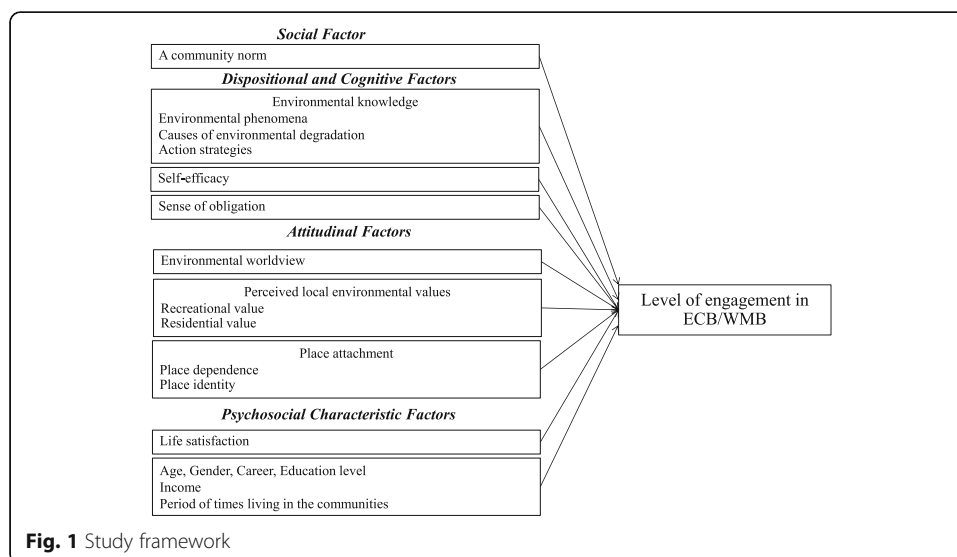 Social Factor
A community norm
Dispositional and Cognitive Factors
Environmental knowledge
Environmental phenomena
Causes of environmental degradation
Action strategies
Self-efficacy
Sense of obligation
Attitudinal Factors
Environmental worldview
Perceived local environmental values
Recreational value
Residential value
Place attachment
Place dependence
Place identity
Psychosocial Characteristic Factors
Life satisfaction
Age, Gender, Career, Education level
Income
Period of times living in the communities
Level of engagement in
ECB/WMB
Fig. 1 Study framework